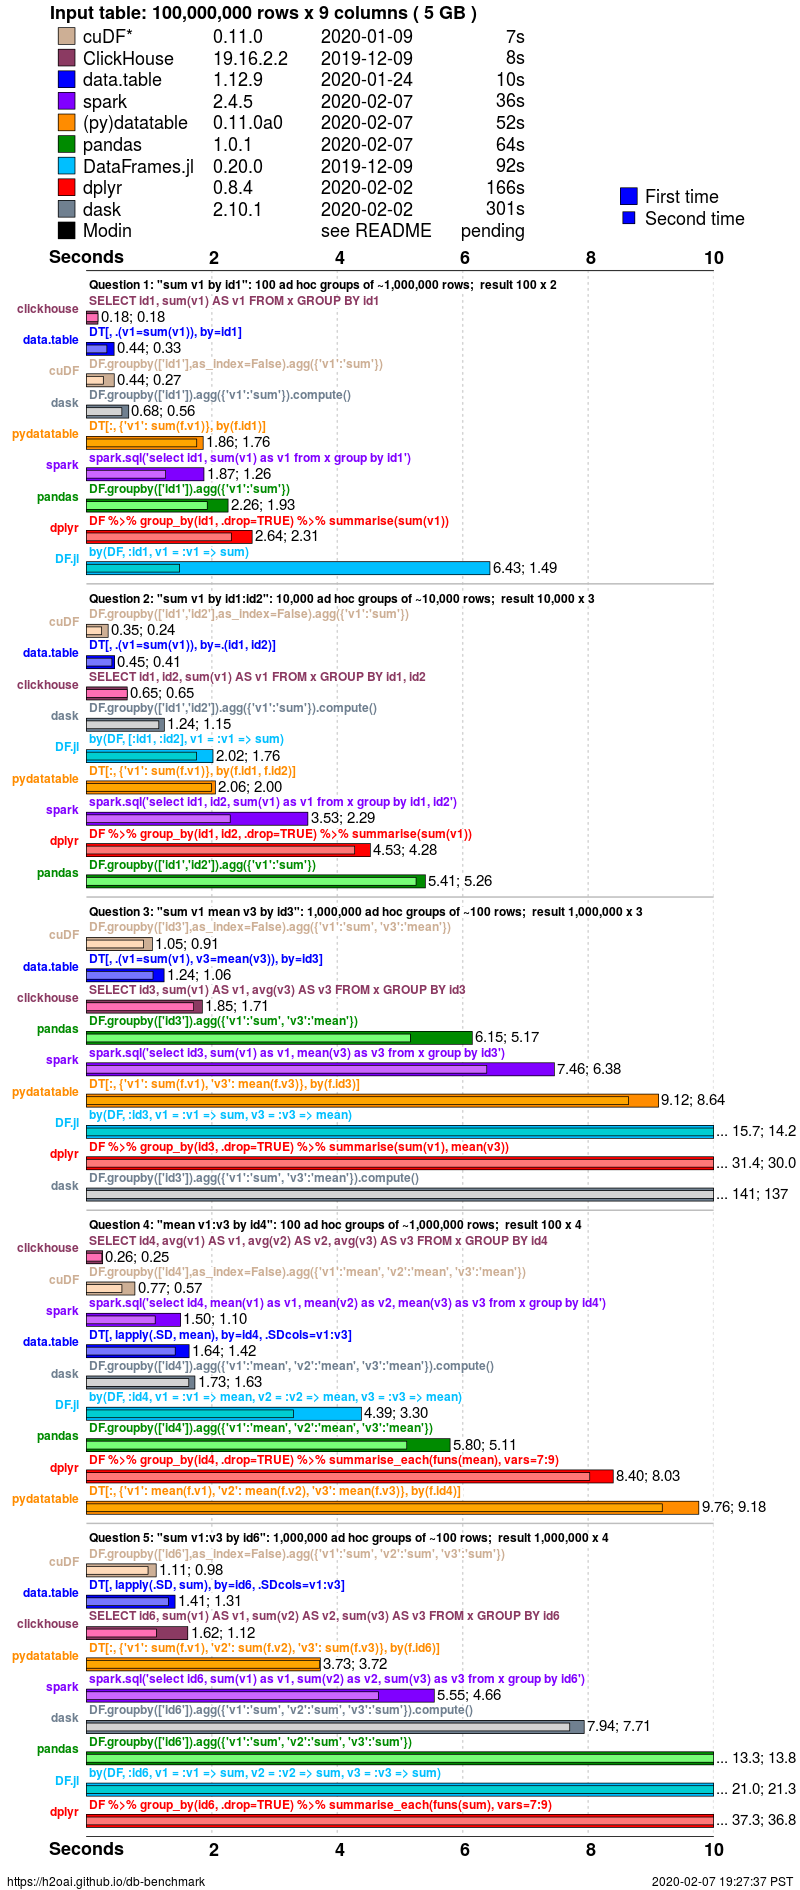 Input table: 100,000,000 rows x 9 columns ( 5 GB )
cuDF* 0.11.0 2020-01-09 7s
ClickHouse 19.16.2.2 2019-12-09 8s
data.table 1.12.9 2020-01-24 10s
spark 2.4.5 2020-02-07 36s
(py)datatable 0.11.0a0 2020-02-07 52s
pandas 1.0.1 2020-02-07 64s
DataFrames.jl 0.20.0 2019-12-09 92s
dplyr 0.8.4 2020-02-02 166s
dask 2.10.1 2020-02-02 301s
Modin see README pending
First time
Second time
Seconds 2 4 6 8 10
Question 1: "sum v1 by id1": 100 ad hoc groups of ~1,000,000 rows; result 100 x 2
SELECT id1, sum(v1) AS v1 FROM x GROUP BY id1
clickhouse 0.18; 0.18
DT[, .(v1=sum(v1)), by=id1]
data.table 0.44; 0.33
DF.groupby(['id1'],as_index=False).agg({'v1':'sum'})
cuDF 0.44; 0.27
DF.groupby(['id1']).agg({'v1':'sum'}).compute()
dask 0.68; 0.56
DT[:, {'v1': sum(f.v1)}, by(f.id1)]
pydatatable 1.86; 1.76
spark.sql('select id1, sum(v1) as v1 from x group by id1')
spark 1.87; 1.26
DF.groupby(['id1']).agg({'v1':'sum'})
pandas 2.26; 1.93
DF %>% group_by(id1, .drop=TRUE) %>% summarise(sum(v1))
dplyr 2.64; 2.31
by(DF, :id1, v1 = :v1 => sum)
DF.jl 6.43; 1.49
Question 2: "sum v1 by id1:id2": 10,000 ad hoc groups of ~10,000 rows; result 10,000 x 3
DF.groupby(['id1','id2'],as_index=False).agg({'v1':'sum'})
cuDF 0.35; 0.24
DT[, .(v1=sum(v1)), by=.(id1, id2)]
data.table 0.45; 0.41
SELECT id1, id2, sum(v1) AS v1 FROM x GROUP BY id1, id2
clickhouse 0.65; 0.65
DF.groupby(['id1','id2']).agg({'v1':'sum'}).compute()
dask 1.24; 1.15
by(DF, [:id1, :id2], v1 = :v1 => sum)
DF.jl 2.02; 1.76
DT[:, {'v1': sum(f.v1)}, by(f.id1, f.id2)]
pydatatable 2.06; 2.00
spark.sql('select id1, id2, sum(v1) as v1 from x group by id1, id2')
spark 3.53; 2.29
DF %>% group_by(id1, id2, .drop=TRUE) %>% summarise(sum(v1))
dplyr 4.53; 4.28
DF.groupby(['id1','id2']).agg({'v1':'sum'})
pandas 5.41; 5.26
Question 3: "sum v1 mean v3 by id3": 1,000,000 ad hoc groups of ~100 rows; result 1,000,000 x 3
DF.groupby(['id3'],as_index=False).agg({'v1':'sum', 'v3':'mean'})
cuDF 1.05; 0.91
DT[, .(v1=sum(v1), v3=mean(v3)), by=id3]
data.table 1.24; 1.06
SELECT id3, sum(v1) AS v1, avg(v3) AS v3 FROM x GROUP BY id3
clickhouse 1.85; 1.71
DF.groupby(['id3']).agg({'v1':'sum', 'v3':'mean'})
pandas 6.15; 5.17
spark.sql('select id3, sum(v1) as v1, mean(v3) as v3 from x group by id3')
spark 7.46; 6.38
DT[:, {'v1': sum(f.v1), 'v3': mean(f.v3)}, by(f.id3)]
pydatatable 9.12; 8.64
by(DF, :id3, v1 = :v1 => sum, v3 = :v3 => mean)
DF.jl ... 15.7; 14.2
DF %>% group_by(id3, .drop=TRUE) %>% summarise(sum(v1), mean(v3))
dplyr ... 31.4; 30.0
DF.groupby(['id3']).agg({'v1':'sum', 'v3':'mean'}).compute()
dask ... 141; 137
Question 4: "mean v1:v3 by id4": 100 ad hoc groups of ~1,000,000 rows; result 100 x 4
SELECT id4, avg(v1) AS v1, avg(v2) AS v2, avg(v3) AS v3 FROM x GROUP BY id4
clickhouse 0.26; 0.25
DF.groupby(['id4'],as_index=False).agg({'v1':'mean', 'v2':'mean', 'v3':'mean'})
cuDF 0.77; 0.57
spark.sql('select id4, mean(v1) as v1, mean(v2) as v2, mean(v3) as v3 from x group by id4')
spark 1.50; 1.10
DT[, lapply(.SD, mean), by=id4, .SDcols=v1:v3]
data.table 1.64; 1.42
DF.groupby(['id4']).agg({'v1':'mean', 'v2':'mean', 'v3':'mean'}).compute()
dask 1.73; 1.63
by(DF, :id4, v1 = :v1 => mean, v2 = :v2 => mean, v3 = :v3 => mean)
DF.jl 4.39; 3.30
DF.groupby(['id4']).agg({'v1':'mean', 'v2':'mean', 'v3':'mean'})
pandas 5.80; 5.11
DF %>% group_by(id4, .drop=TRUE) %>% summarise_each(funs(mean), vars=7:9)
dplyr 8.40; 8.03
DT[:, {'v1': mean(f.v1), 'v2': mean(f.v2), 'v3': mean(f.v3)}, by(f.id4)]
pydatatable 9.76; 9.18
Question 5: "sum v1:v3 by id6": 1,000,000 ad hoc groups of ~100 rows; result 1,000,000 x 4
DF.groupby(['id6'],as_index=False).agg({'v1':'sum', 'v2':'sum', 'v3':'sum'})
cuDF 1.11; 0.98
DT[, lapply(.SD, sum), by=id6, .SDcols=v1:v3]
data.table 1.41; 1.31
SELECT id6, sum(v1) AS v1, sum(v2) AS v2, sum(v3) AS v3 FROM x GROUP BY id6
clickhouse 1.62; 1.12
DT[:, {'v1': sum(f.v1), 'v2': sum(f.v2), 'v3': sum(f.v3)}, by(f.id6)]
pydatatable 3.73; 3.72
spark.sql('select id6, sum(v1) as v1, sum(v2) as v2, sum(v3) as v3 from x group by id6')
spark 5.55; 4.66
DF.groupby(['id6']).agg({'v1':'sum', 'v2':'sum', 'v3':'sum'}).compute()
dask 7.94; 7.71
DF.groupby(['id6']).agg({'v1':'sum', 'v2':'sum', 'v3':'sum'})
pandas ... 13.3; 13.8
by(DF, :id6, v1 = :v1 => sum, v2 = :v2 => sum, v3 = :v3 => sum)
DF.jl ... 21.0; 21.3
DF %>% group_by(id6, .drop=TRUE) %>% summarise_each(funs(sum), vars=7:9)
dplyr ... 37.3; 36.8
Seconds 2 4 6 8 10
https://h2oai.github.io/db-benchmark 2020-02-07 19:27:37 PST